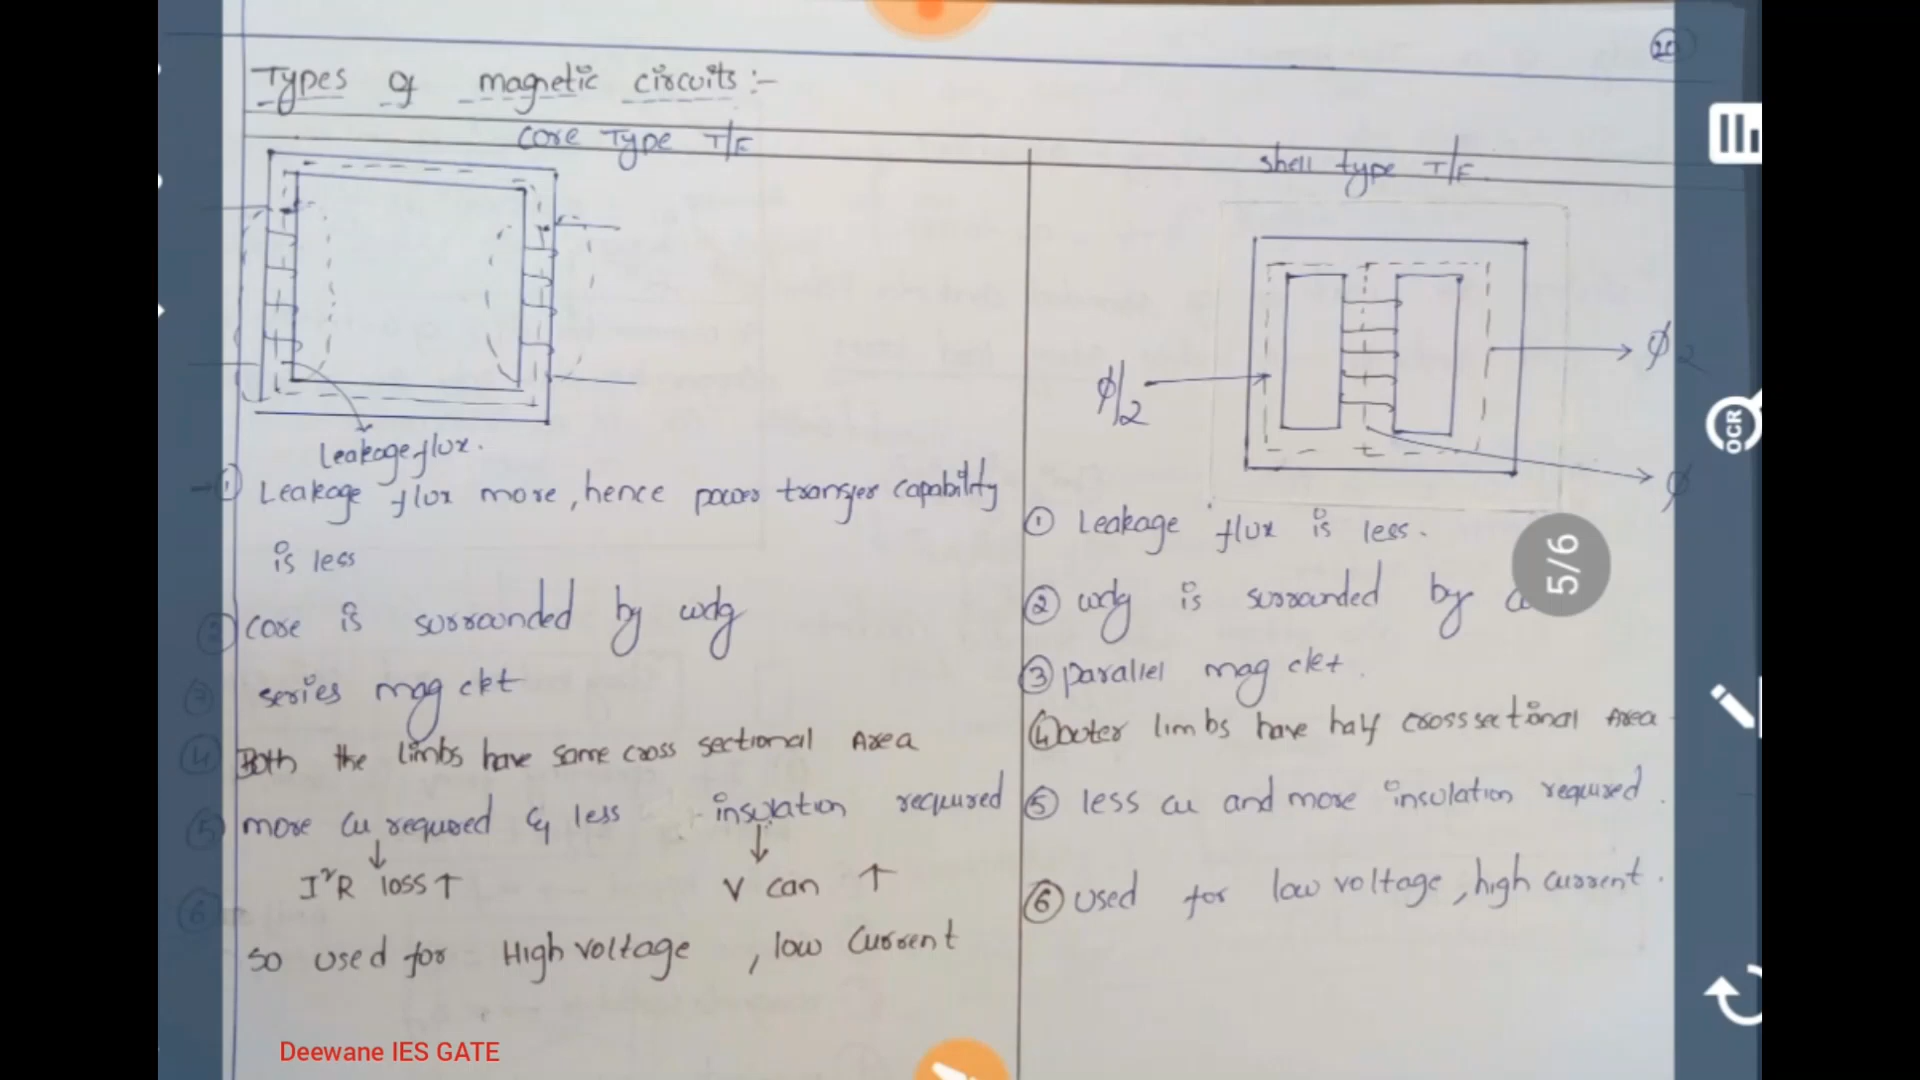 20
Types of magnetic circuits :-
core Type T/F
shell type T/F
Leakage flux.
ϕ/2
ϕ
ϕ
① Leakage flux more, hence power transfer capability
is less
② core is surrounded by wdg
③ series mag ckt
④ Both the limbs have same cross sectional Area
⑤ more cu required & less insulation required
↓ ↓
I²R loss↑ V can ↑
⑥
so used for High voltage, low current
① Leakage flux is less.
② wdg is surrounded by
③ parallel mag ckt.
④ outer limbs have half cross sectional Area
⑤ less cu and more insulation required.
⑥ used for low voltage, high current.
5/6
OCR
Deewane IES GATE